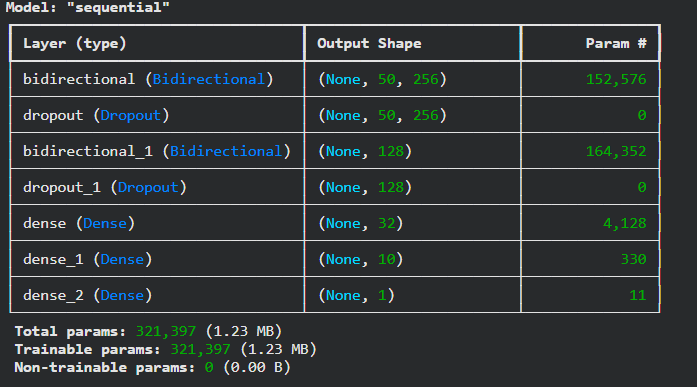 Model: "sequential"
Layer (type) Output Shape Param #
bidirectional (Bidirectional) (None, 50, 256) 152,576
dropout (Dropout) (None, 50, 256) 0
bidirectional_1 (Bidirectional) (None, 128) 164,352
dropout_1 (Dropout) (None, 128) 0
dense (Dense) (None, 32) 4,128
dense_1 (Dense) (None, 10) 330
dense_2 (Dense) (None, 1) 11
Total params: 321,397 (1.23 MB)
Trainable params: 321,397 (1.23 MB)
Non-trainable params: 0 (0.00 B)